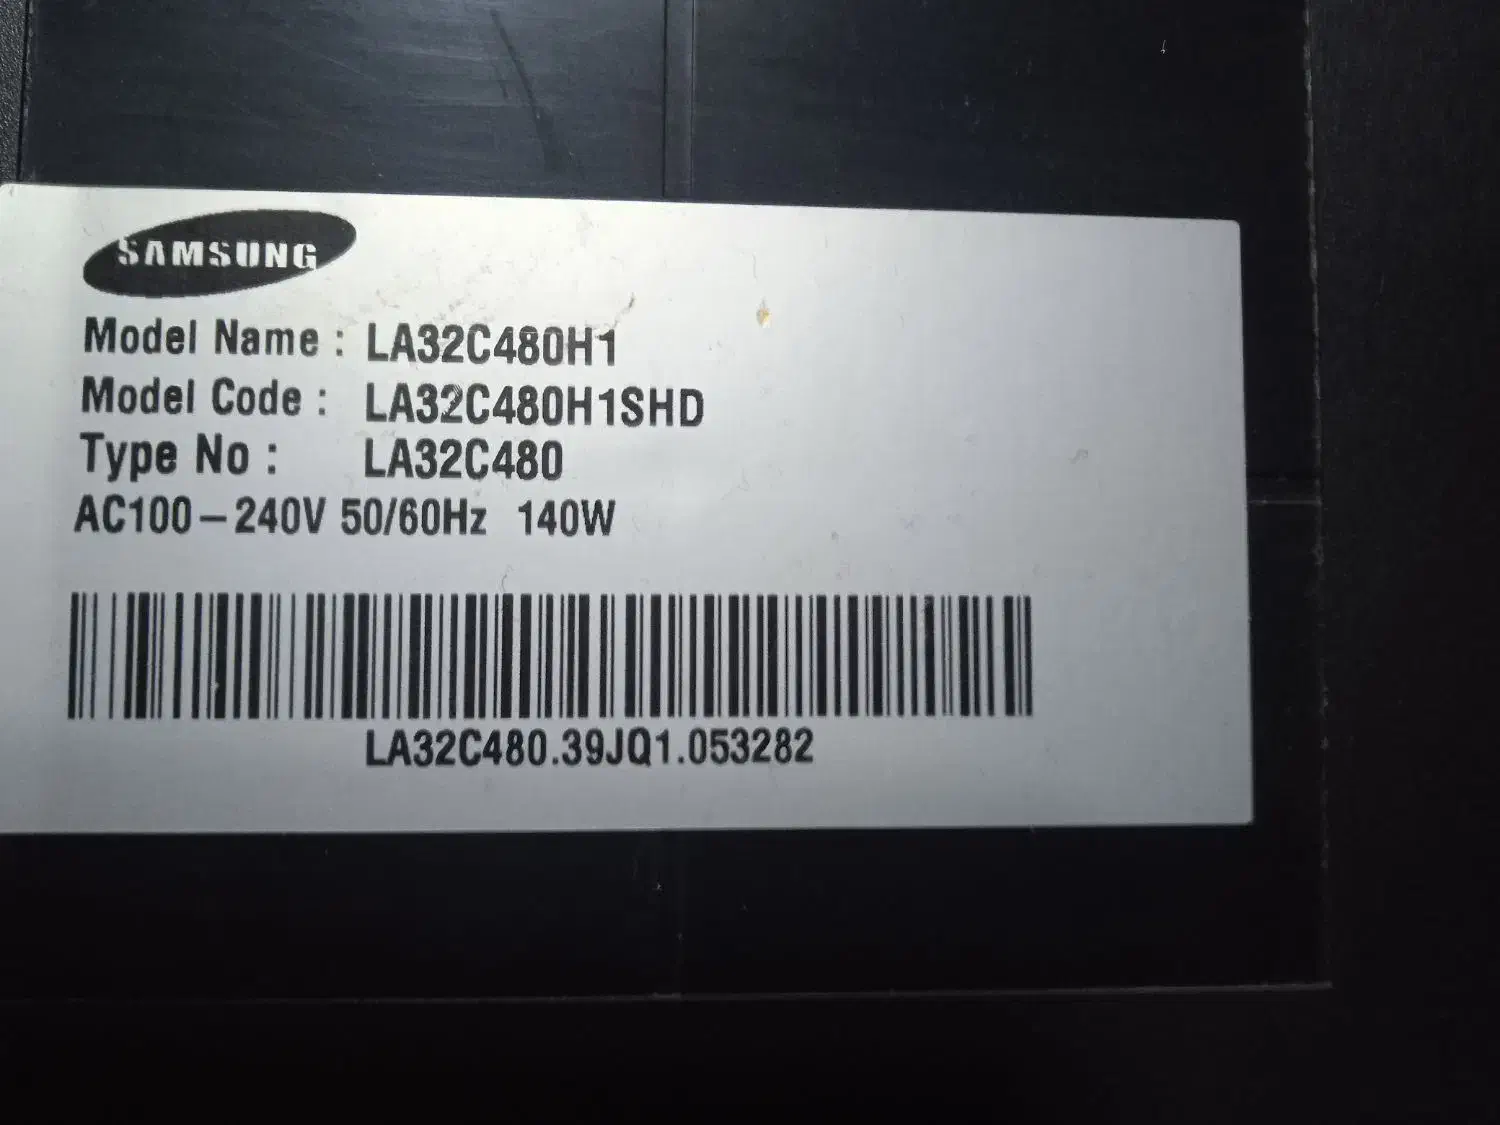 SAMSUNG
Model Name : LA32C480H1
Model Code : LA32C480H1SHD
Type No : LA32C480
AC100-240V 50/60Hz 140W
LA32C480.39JQ1.053282